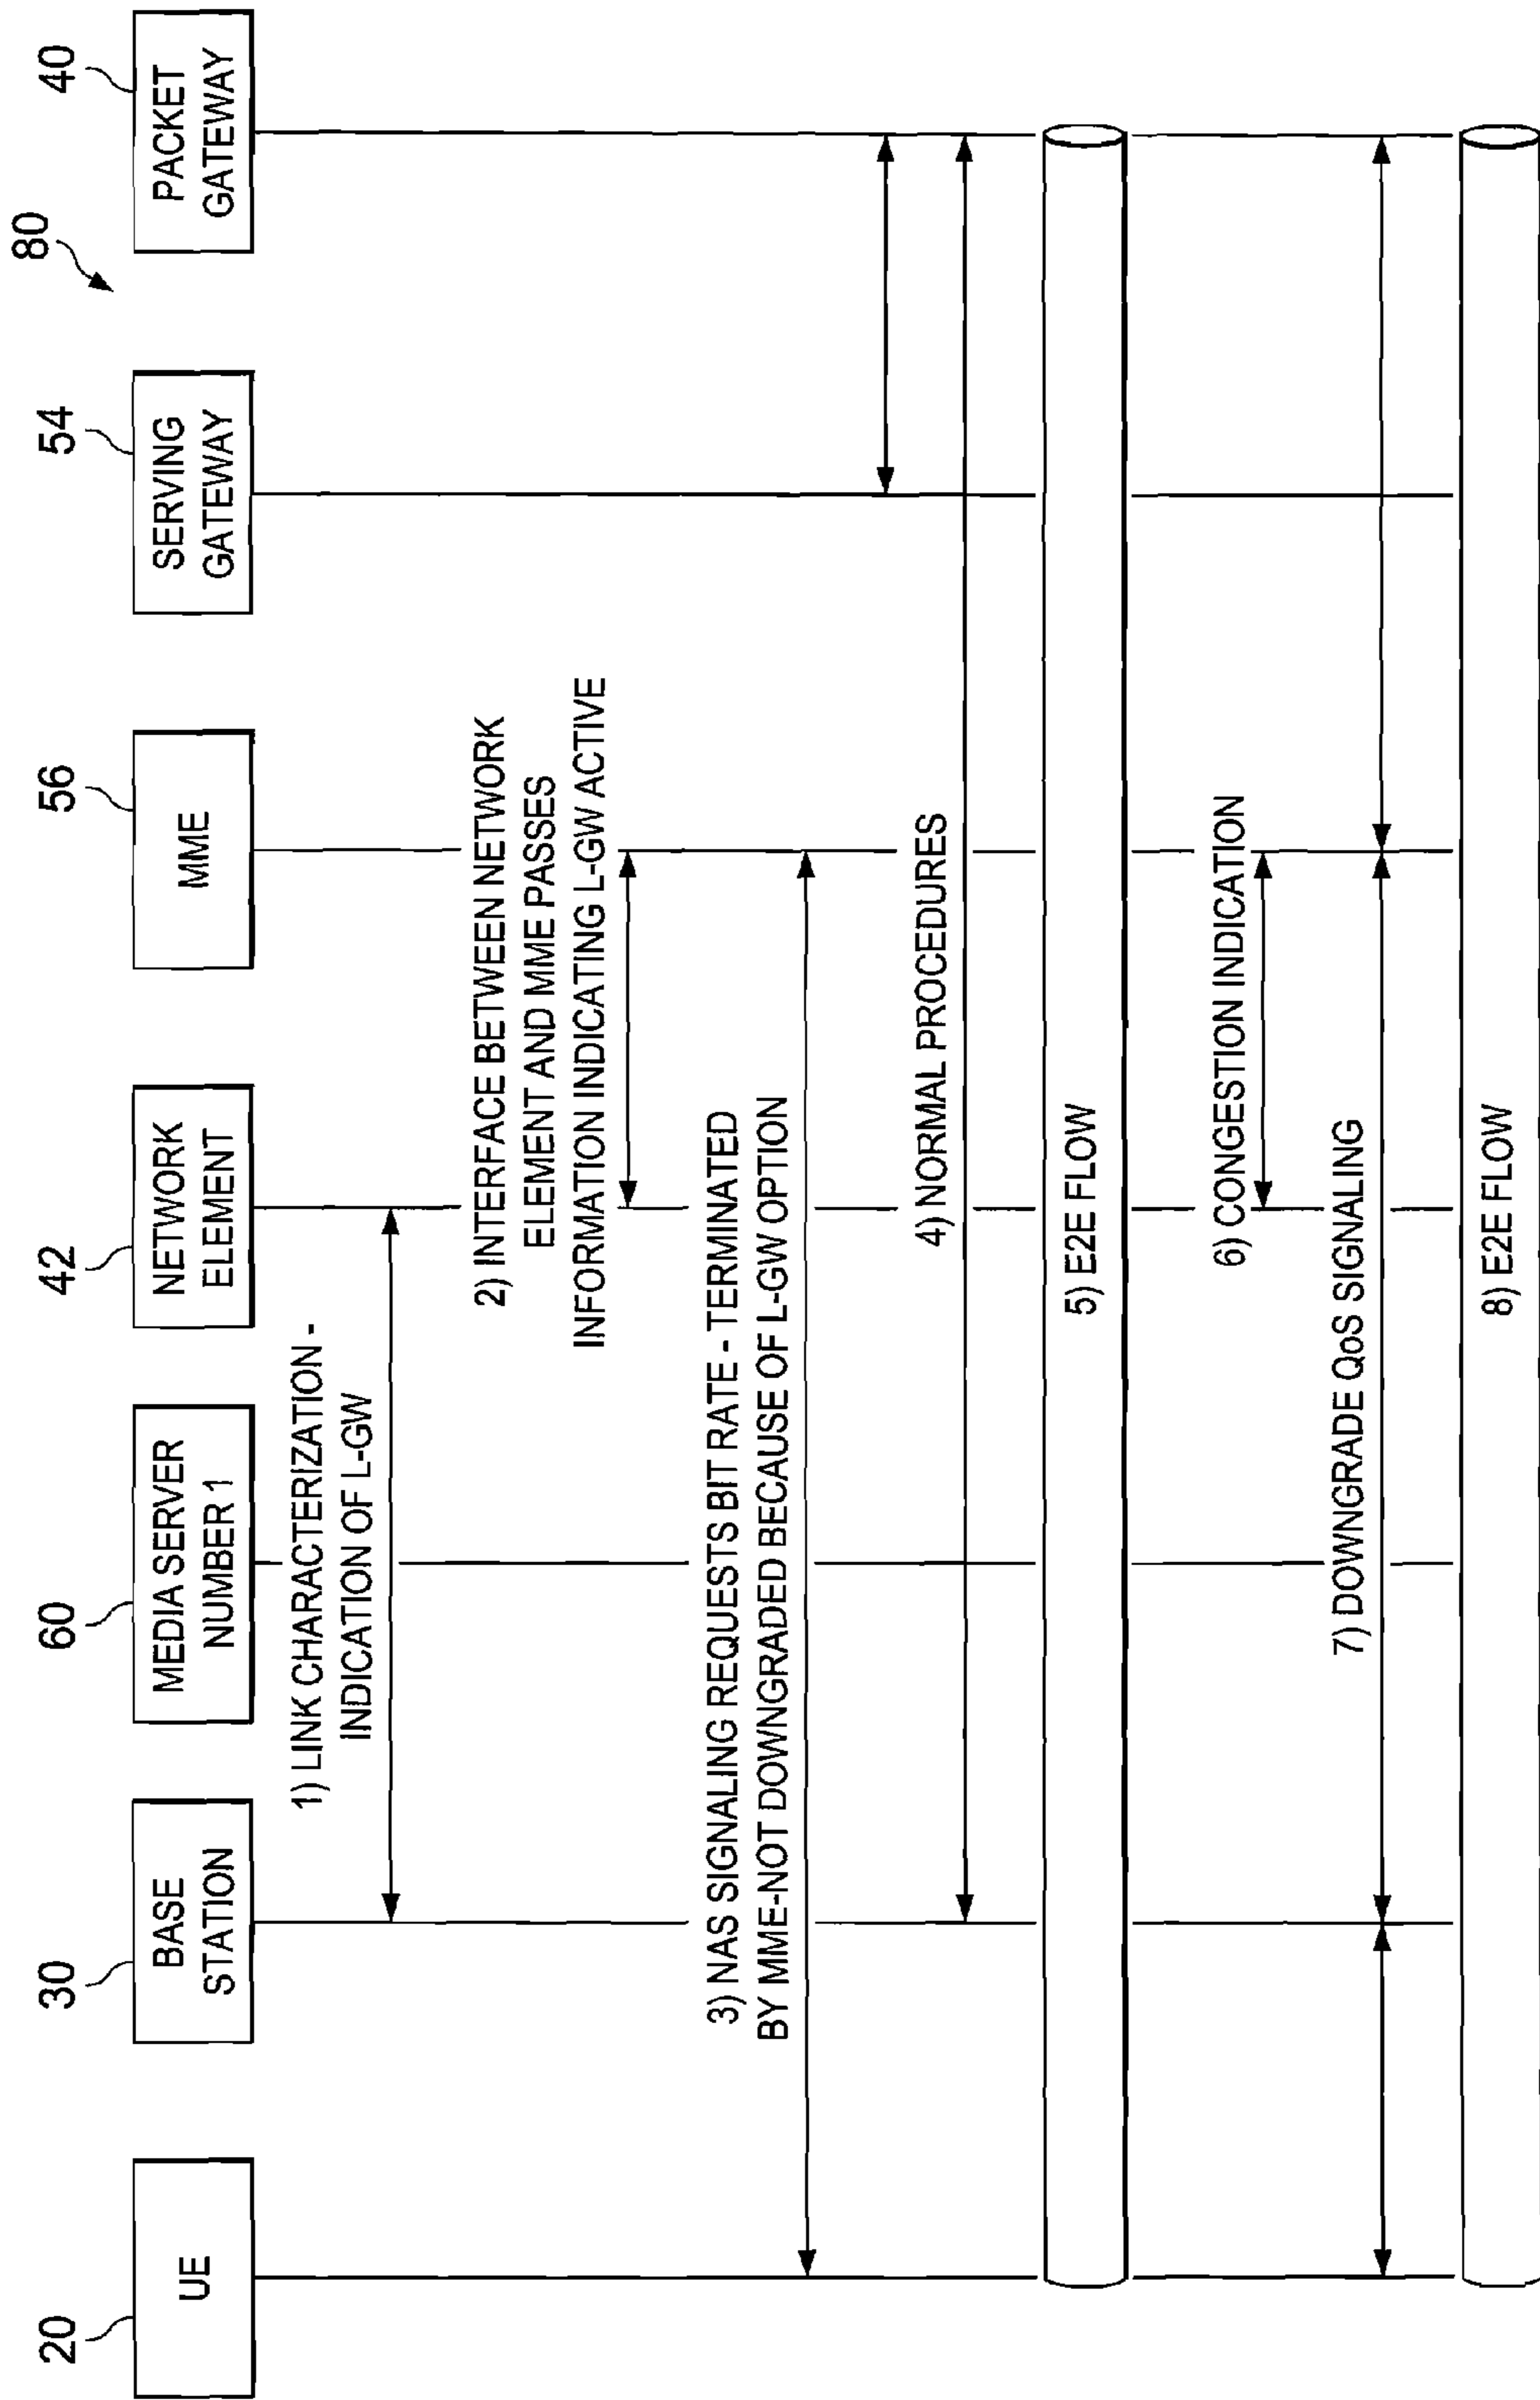 20
30
60
42
56
54
80
40
UE
BASE
STATION
MEDIA SERVER
NUMBER 1
NETWORK
ELEMENT
MME
SERVING
GATEWAY
PACKET
GATEWAY
1) LINK CHARACTERIZATION -
INDICATION OF L-GW
2) INTERFACE BETWEEN NETWORK
ELEMENT AND MME PASSES
INFORMATION INDICATING L-GW ACTIVE
3) NAS SIGNALING REQUESTS BIT RATE - TERMINATED
BY MME-NOT DOWNGRADED BECAUSE OF L-GW OPTION
4) NORMAL PROCEDURES
5) E2E FLOW
6) CONGESTION INDICATION
7) DOWNGRADE QoS SIGNALING
8) E2E FLOW